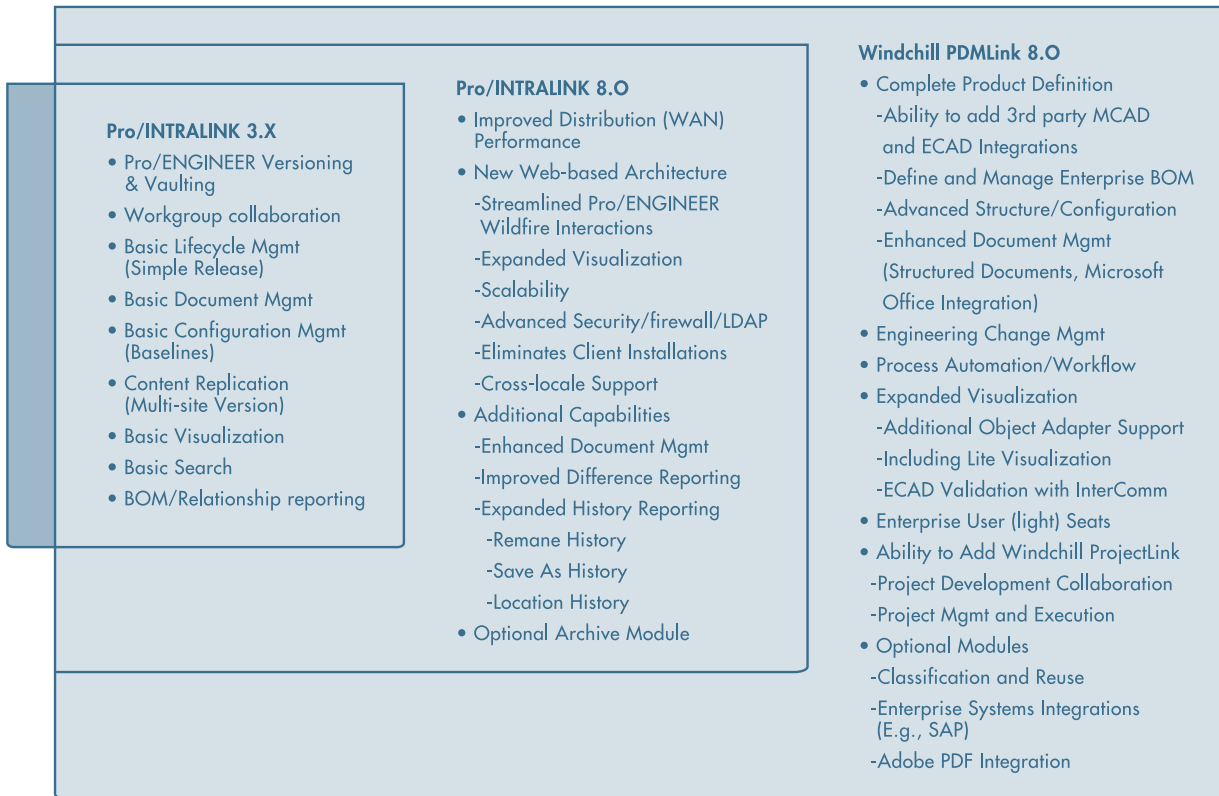 Pro/INTRALINK 3.X
• Pro/ENGINEER Versioning
& Vaulting
• Workgroup collaboration
• Basic Lifecycle Mgmt
(Simple Release)
• Basic Document Mgmt
• Basic Configuration Mgmt
(Baselines)
• Content Replication
(Multi-site Version)
• Basic Visualization
• Basic Search
• BOM/Relationship reporting
Pro/INTRALINK 8.O
• Improved Distribution (WAN)
Performance
• New Web-based Architecture
-Streamlined Pro/ENGINEER
Wildfire Interactions
-Expanded Visualization
-Scalability
-Advanced Security/firewall/LDAP
-Eliminates Client Installations
-Cross-locale Support
• Additional Capabilities
-Enhanced Document Mgmt
-Improved Difference Reporting
-Expanded History Reporting
-Remane History
-Save As History
-Location History
• Optional Archive Module
Windchill PDMLink 8.O
• Complete Product Definition
-Ability to add 3rd party MCAD
and ECAD Integrations
-Define and Manage Enterprise BOM
-Advanced Structure/Configuration
-Enhanced Document Mgmt
(Structured Documents, Microsoft
Office Integration)
• Engineering Change Mgmt
• Process Automation/Workflow
• Expanded Visualization
-Additional Object Adapter Support
-Including Lite Visualization
-ECAD Validation with InterComm
• Enterprise User (light) Seats
• Ability to Add Windchill ProjectLink
-Project Development Collaboration
-Project Mgmt and Execution
• Optional Modules
-Classification and Reuse
-Enterprise Systems Integrations
(E.g., SAP)
-Adobe PDF Integration